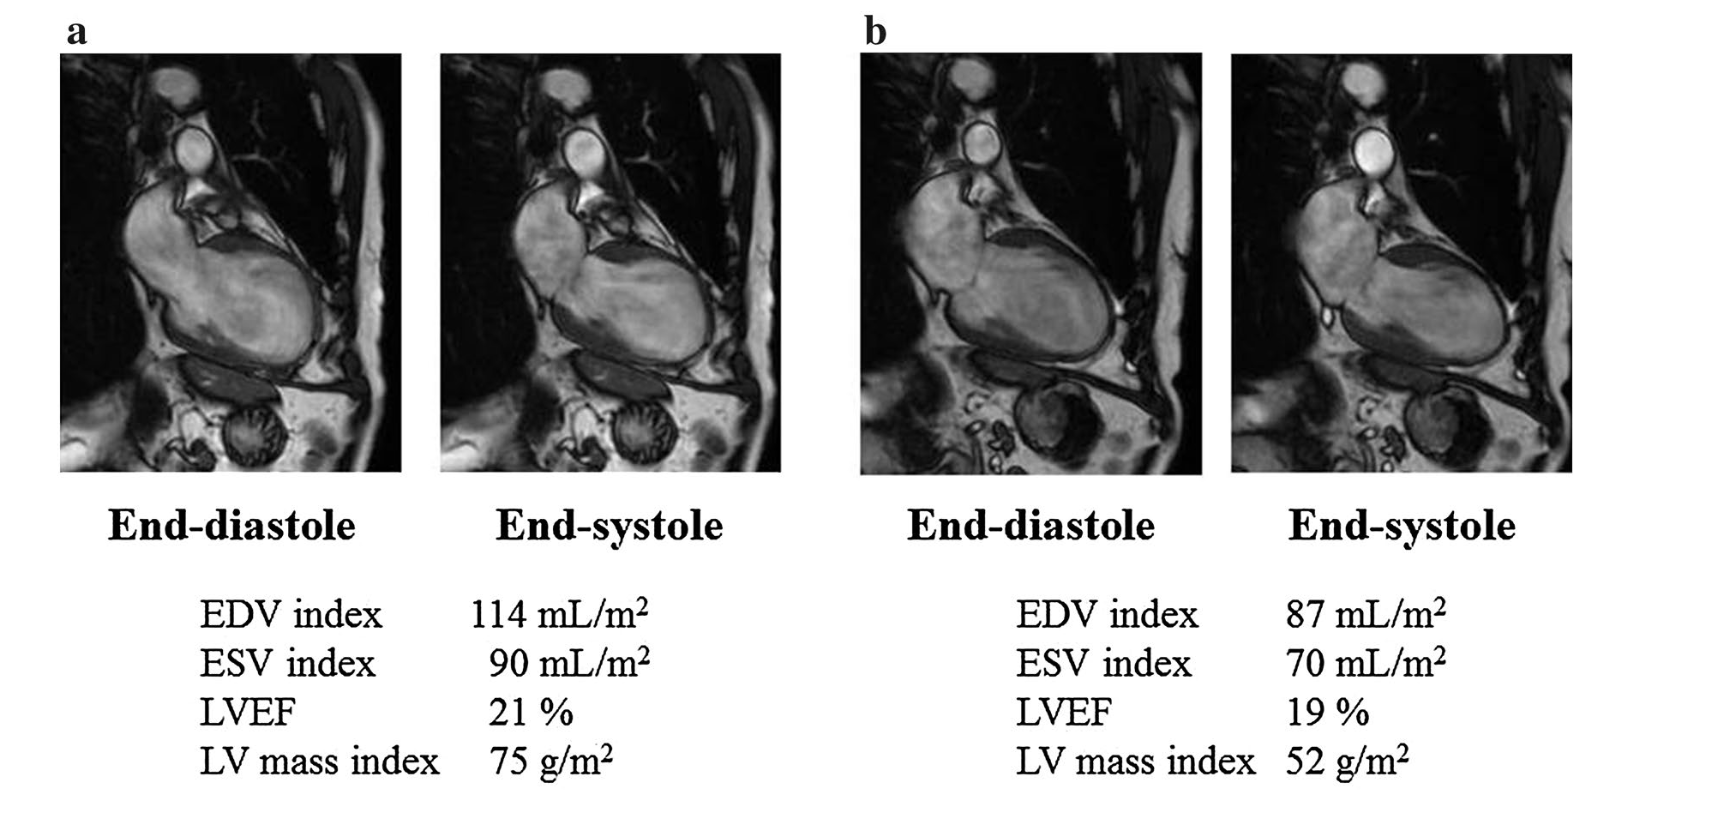 a
b
End-diastole
End-systole
End-diastole
End-systole
EDV index 114 mL/m²
ESV index 90 mL/m²
LVEF 21 %
LV mass index 75 g/m²
EDV index 87 mL/m²
ESV index 70 mL/m²
LVEF 19 %
LV mass index 52 g/m²